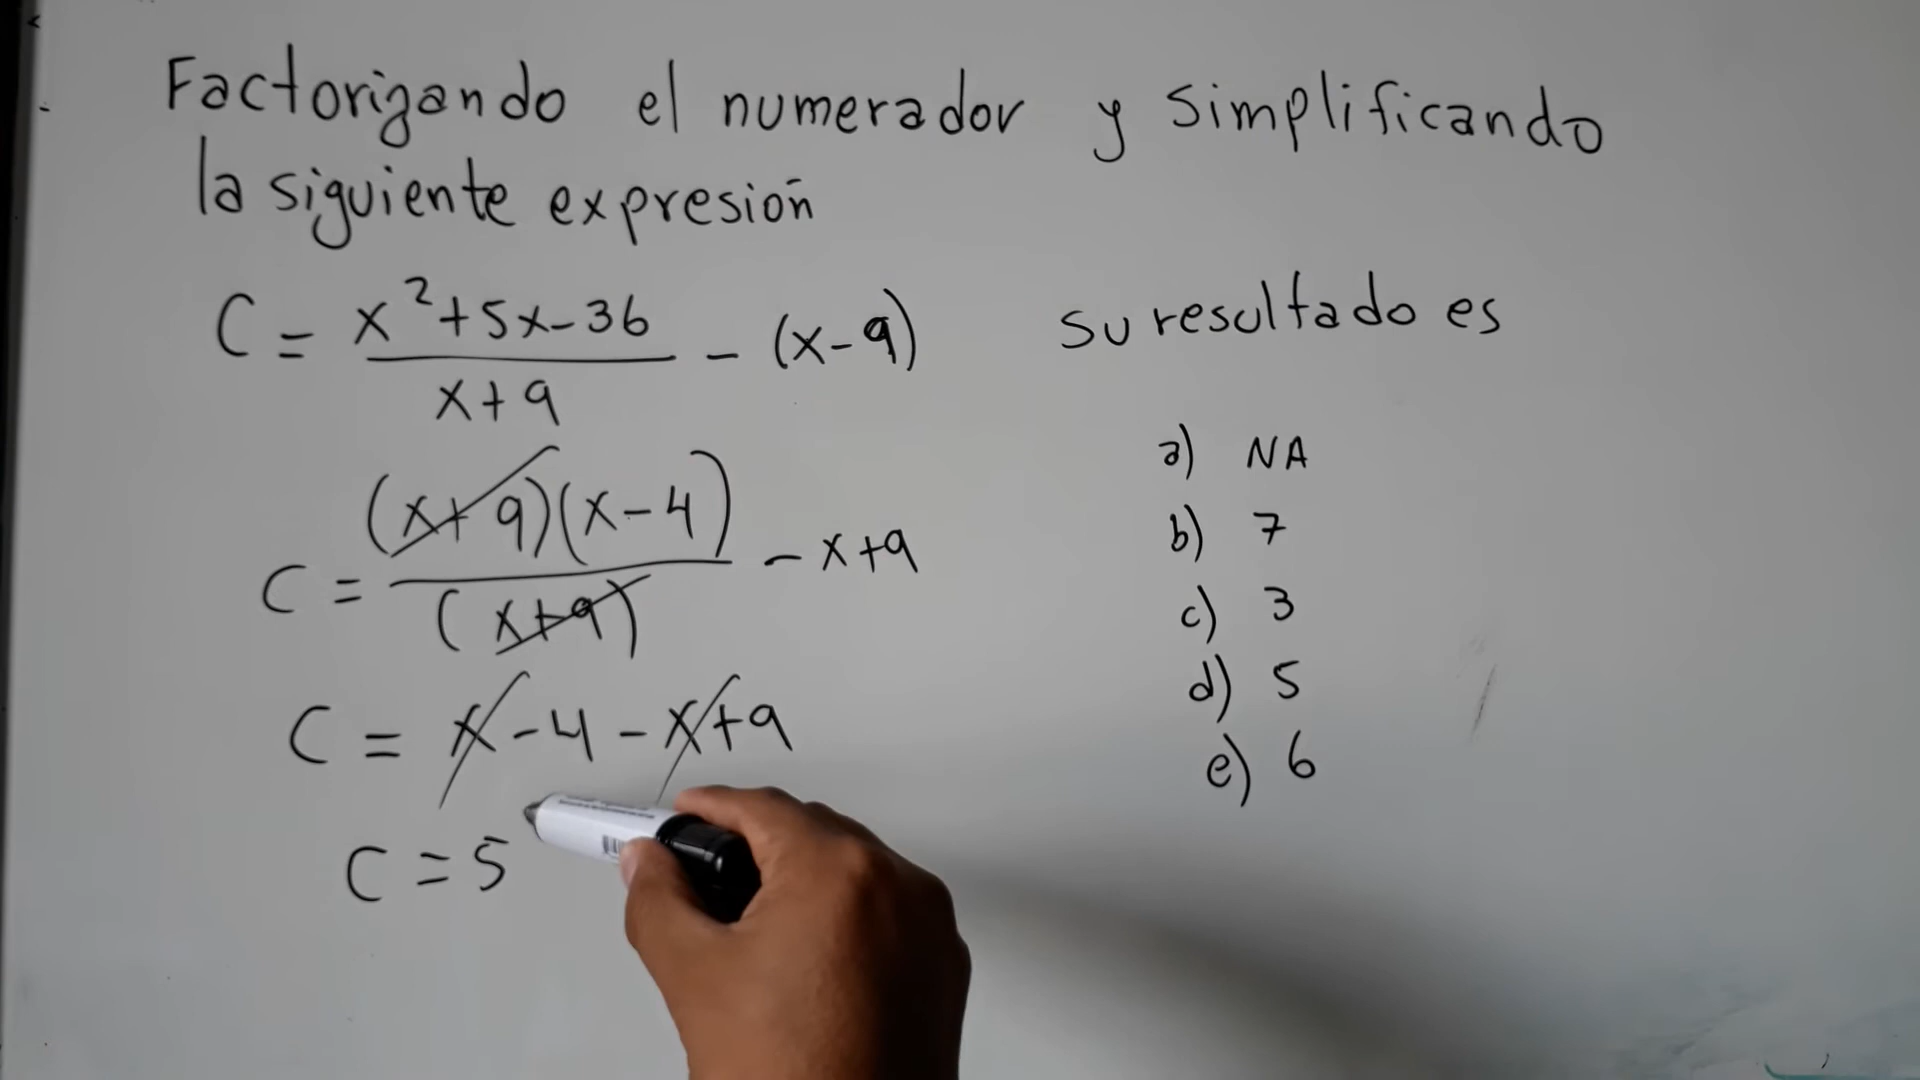 Factorizando el numerador y simplificando
la siguiente expresión
C = x²+5x-36 / x+9 - (x-9) su resultado es
C = (x+9)(x-4) / (x+9) - x+9
C = x-4-x+9
C = 5
a) NA
b) 7
c) 3
d) 5
e) 6